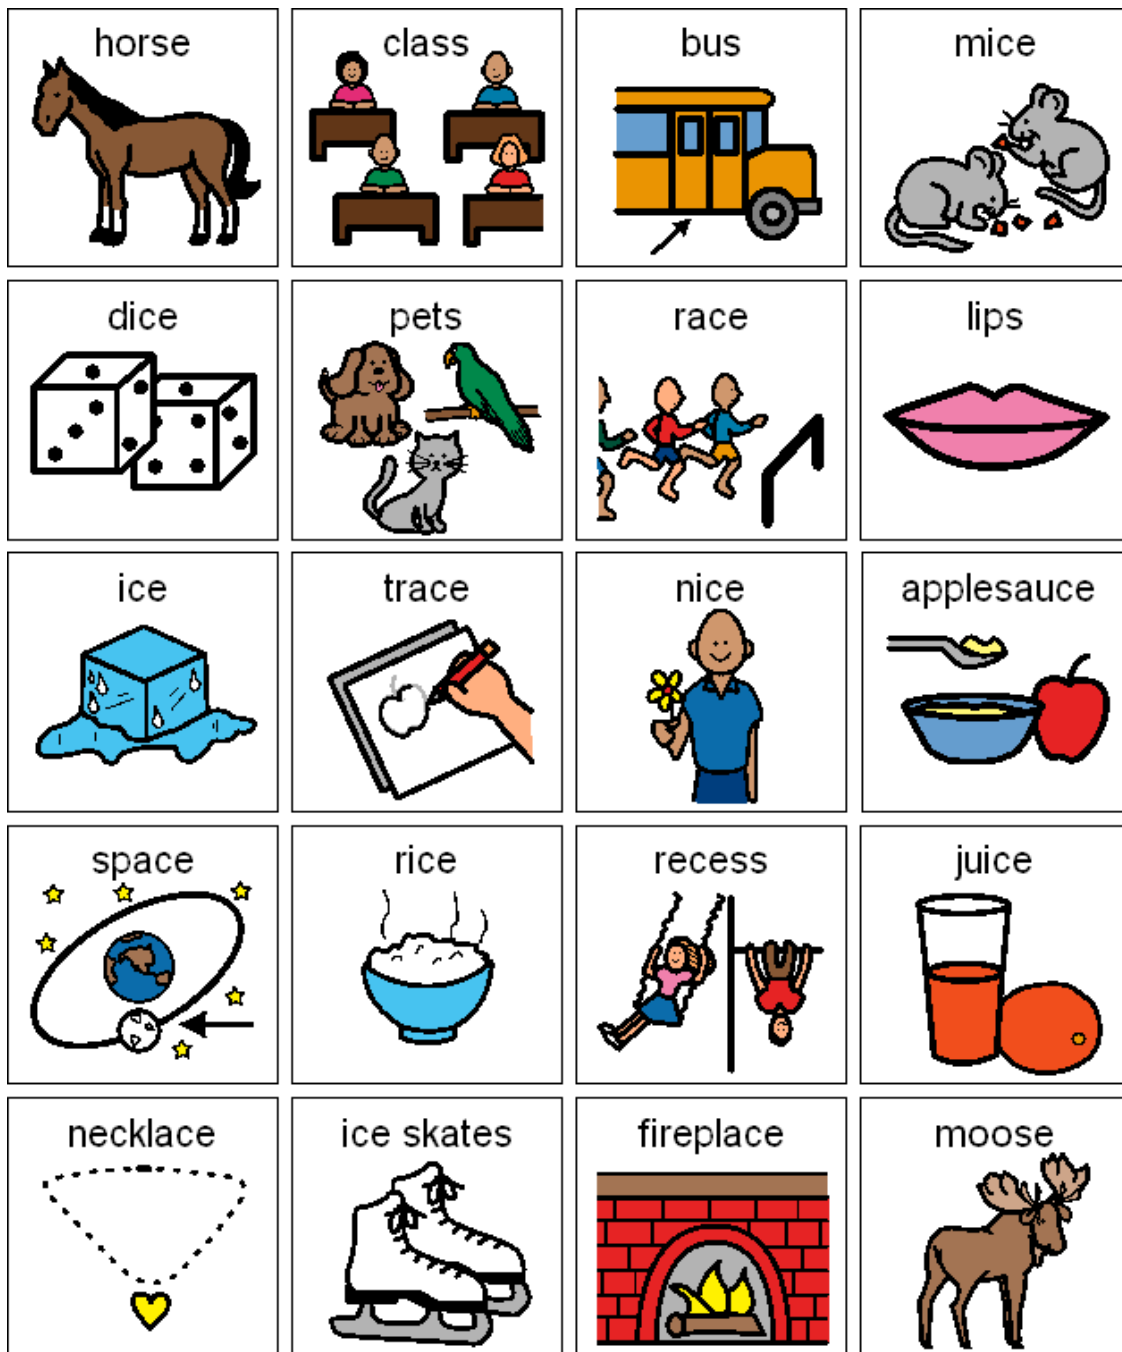 horse
class
bus
mice
dice
pets
race
lips
ice
trace
nice
applesauce
space
rice
recess
juice
necklace
ice skates
fireplace
moose